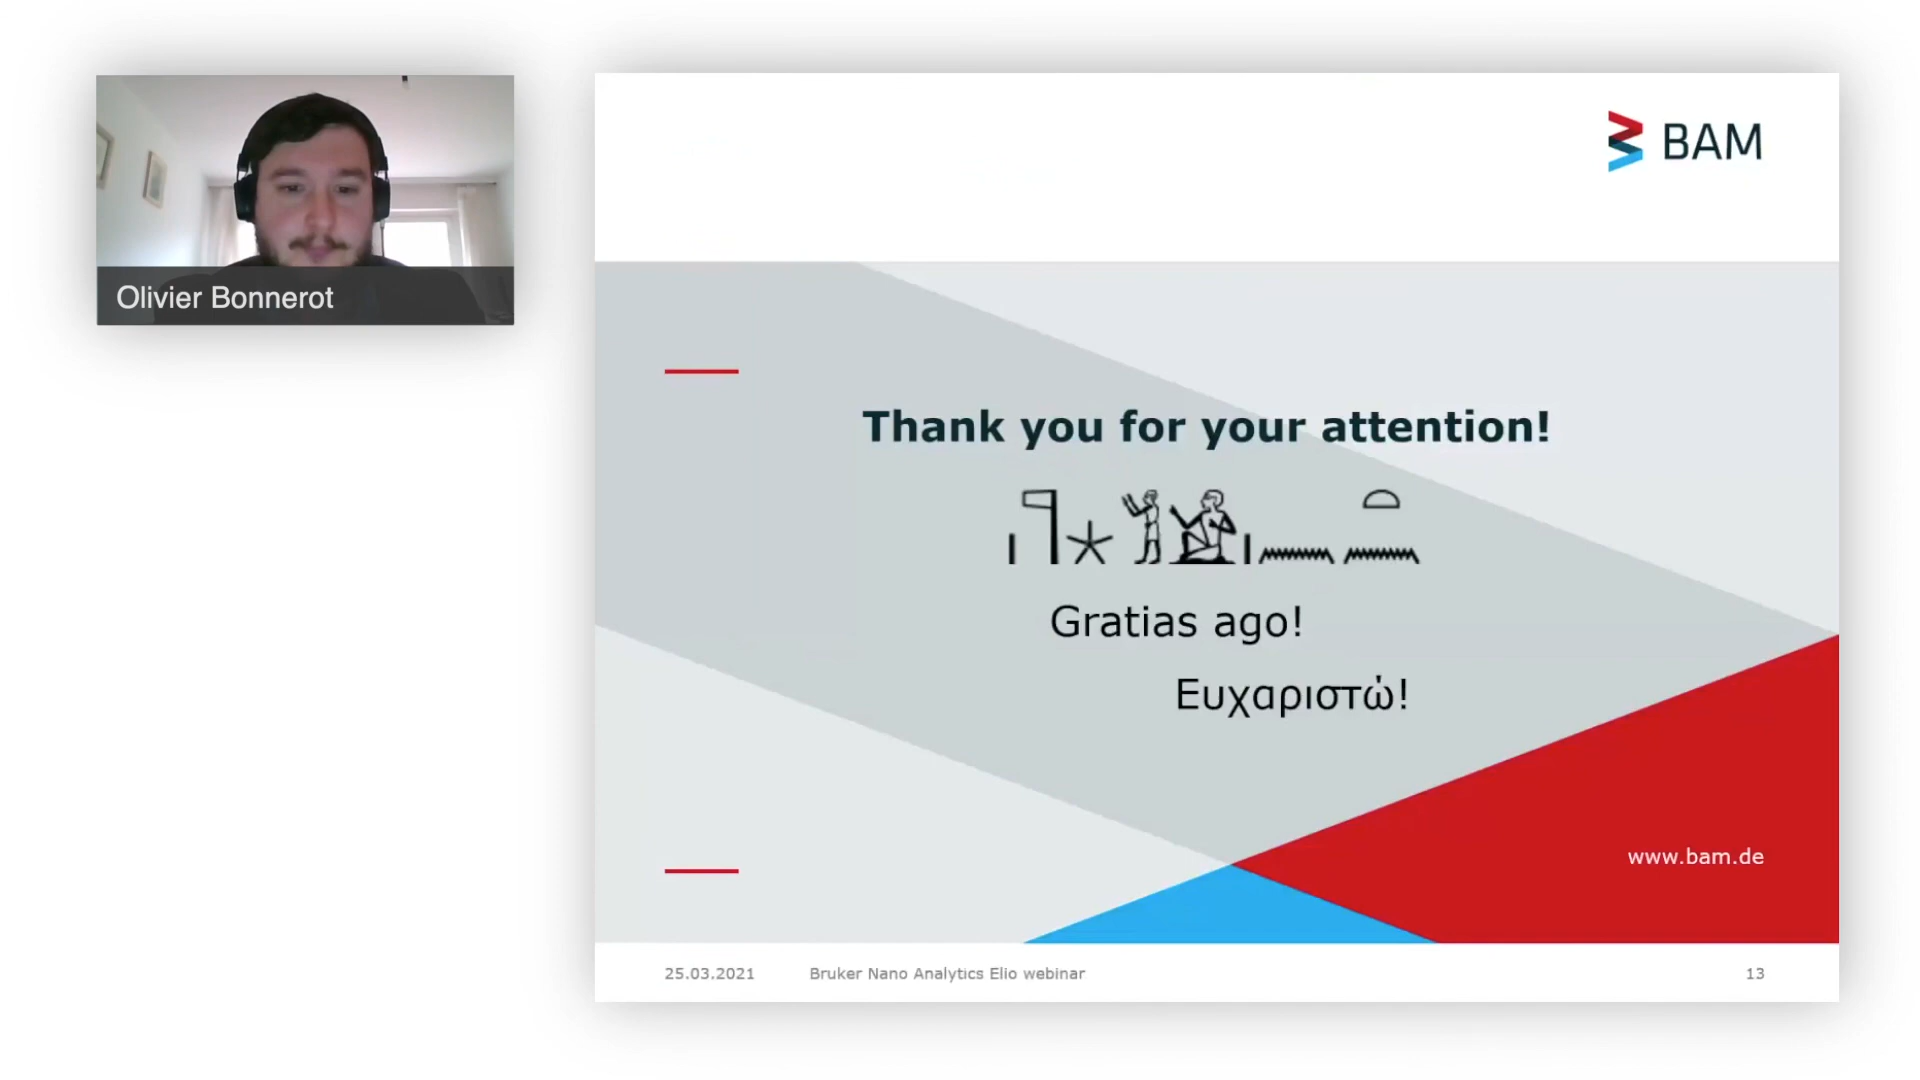 Olivier Bonnerot
BAM
Thank you for your attention!
Gratias ago!
Ευχαριστώ!
www.bam.de
25.03.2021 Bruker Nano Analytics Elio webinar 13